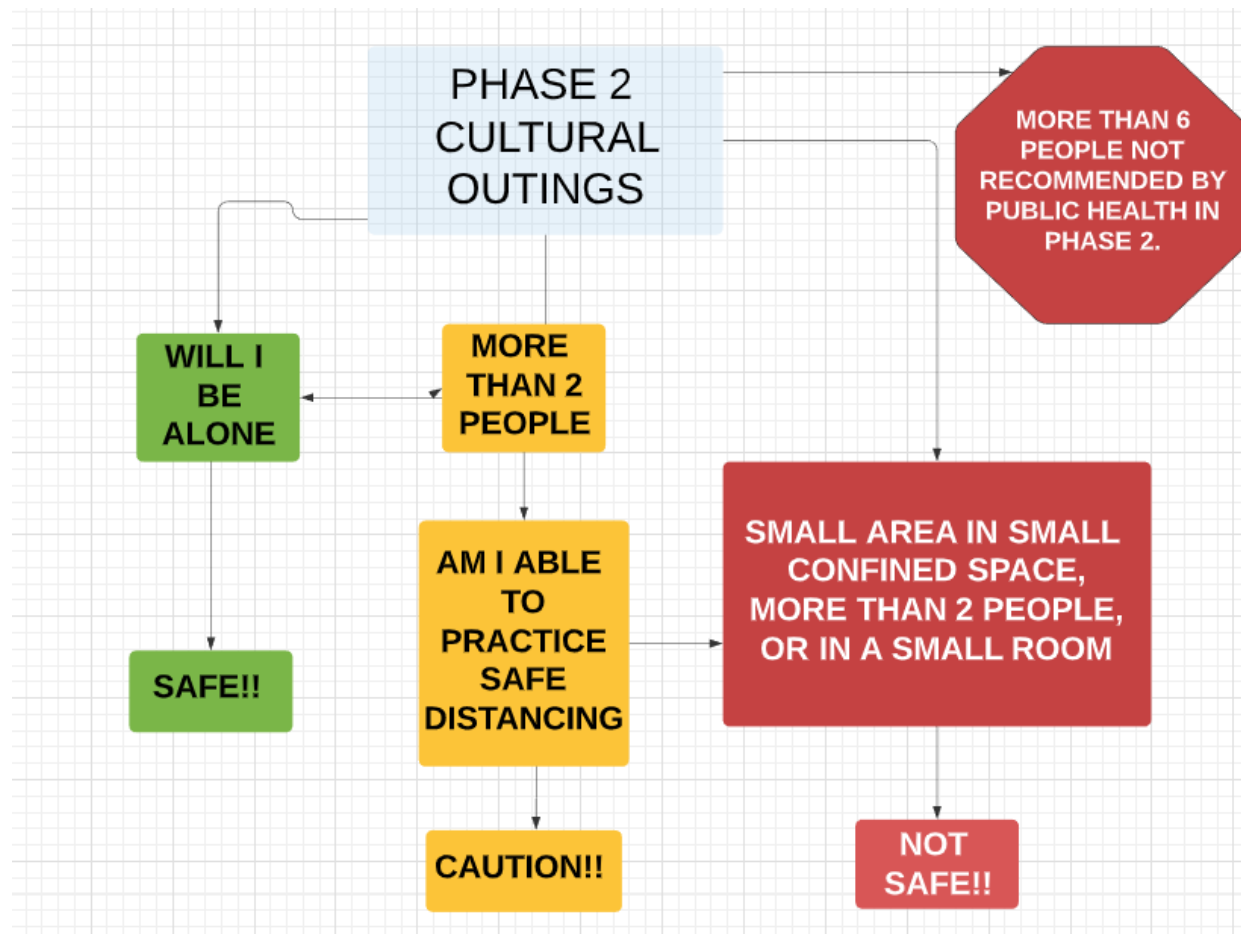 PHASE 2
CULTURAL
OUTINGS
MORE THAN 6
PEOPLE NOT
RECOMMENDED BY
PUBLIC HEALTH IN
PHASE 2.
WILL I
BE
ALONE
MORE
THAN 2
PEOPLE
AM I ABLE
TO
PRACTICE
SAFE
DISTANCING
SMALL AREA IN SMALL
CONFINED SPACE,
MORE THAN 2 PEOPLE,
OR IN A SMALL ROOM
SAFE!!
CAUTION!!
NOT
SAFE!!